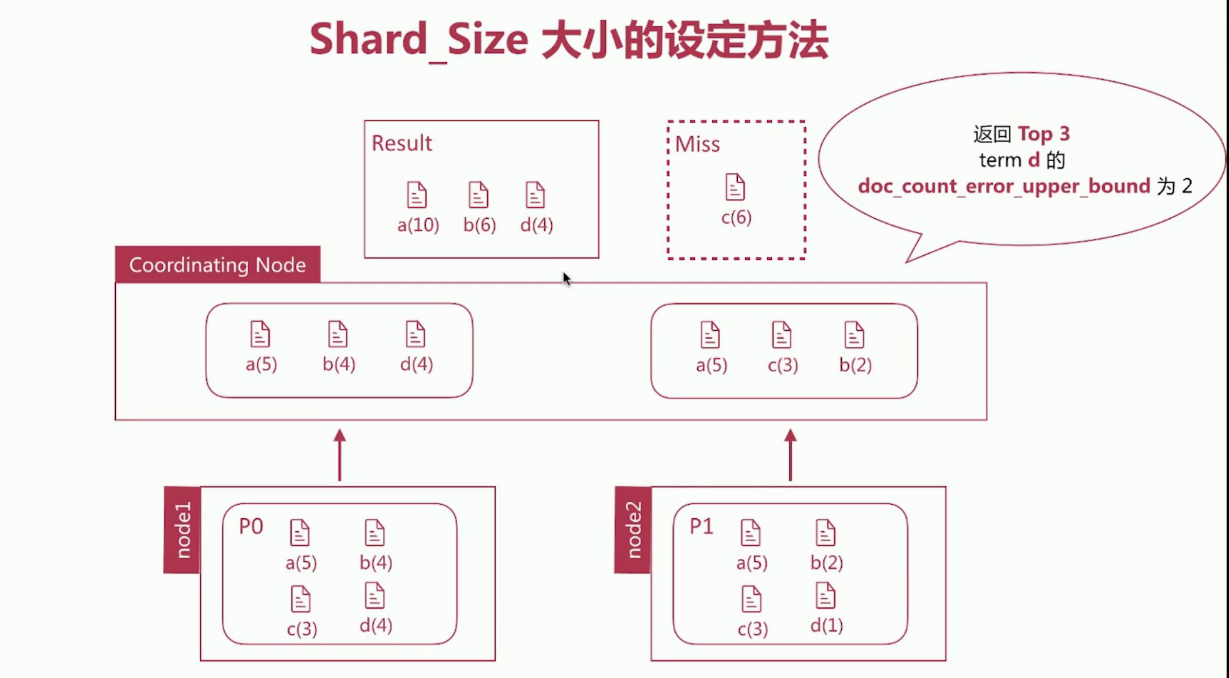 Shard_Size 大小的设定方法
返回 Top 3
term d 的
doc_count_error_upper_bound 为 2
Result
a(10) b(6) d(4)
Miss
c(6)
Coordinating Node
a(5) b(4) d(4)
a(5) c(3) b(2)
node1
P0
a(5) b(4)
c(3) d(4)
node2
P1
a(5) b(2)
c(3) d(1)